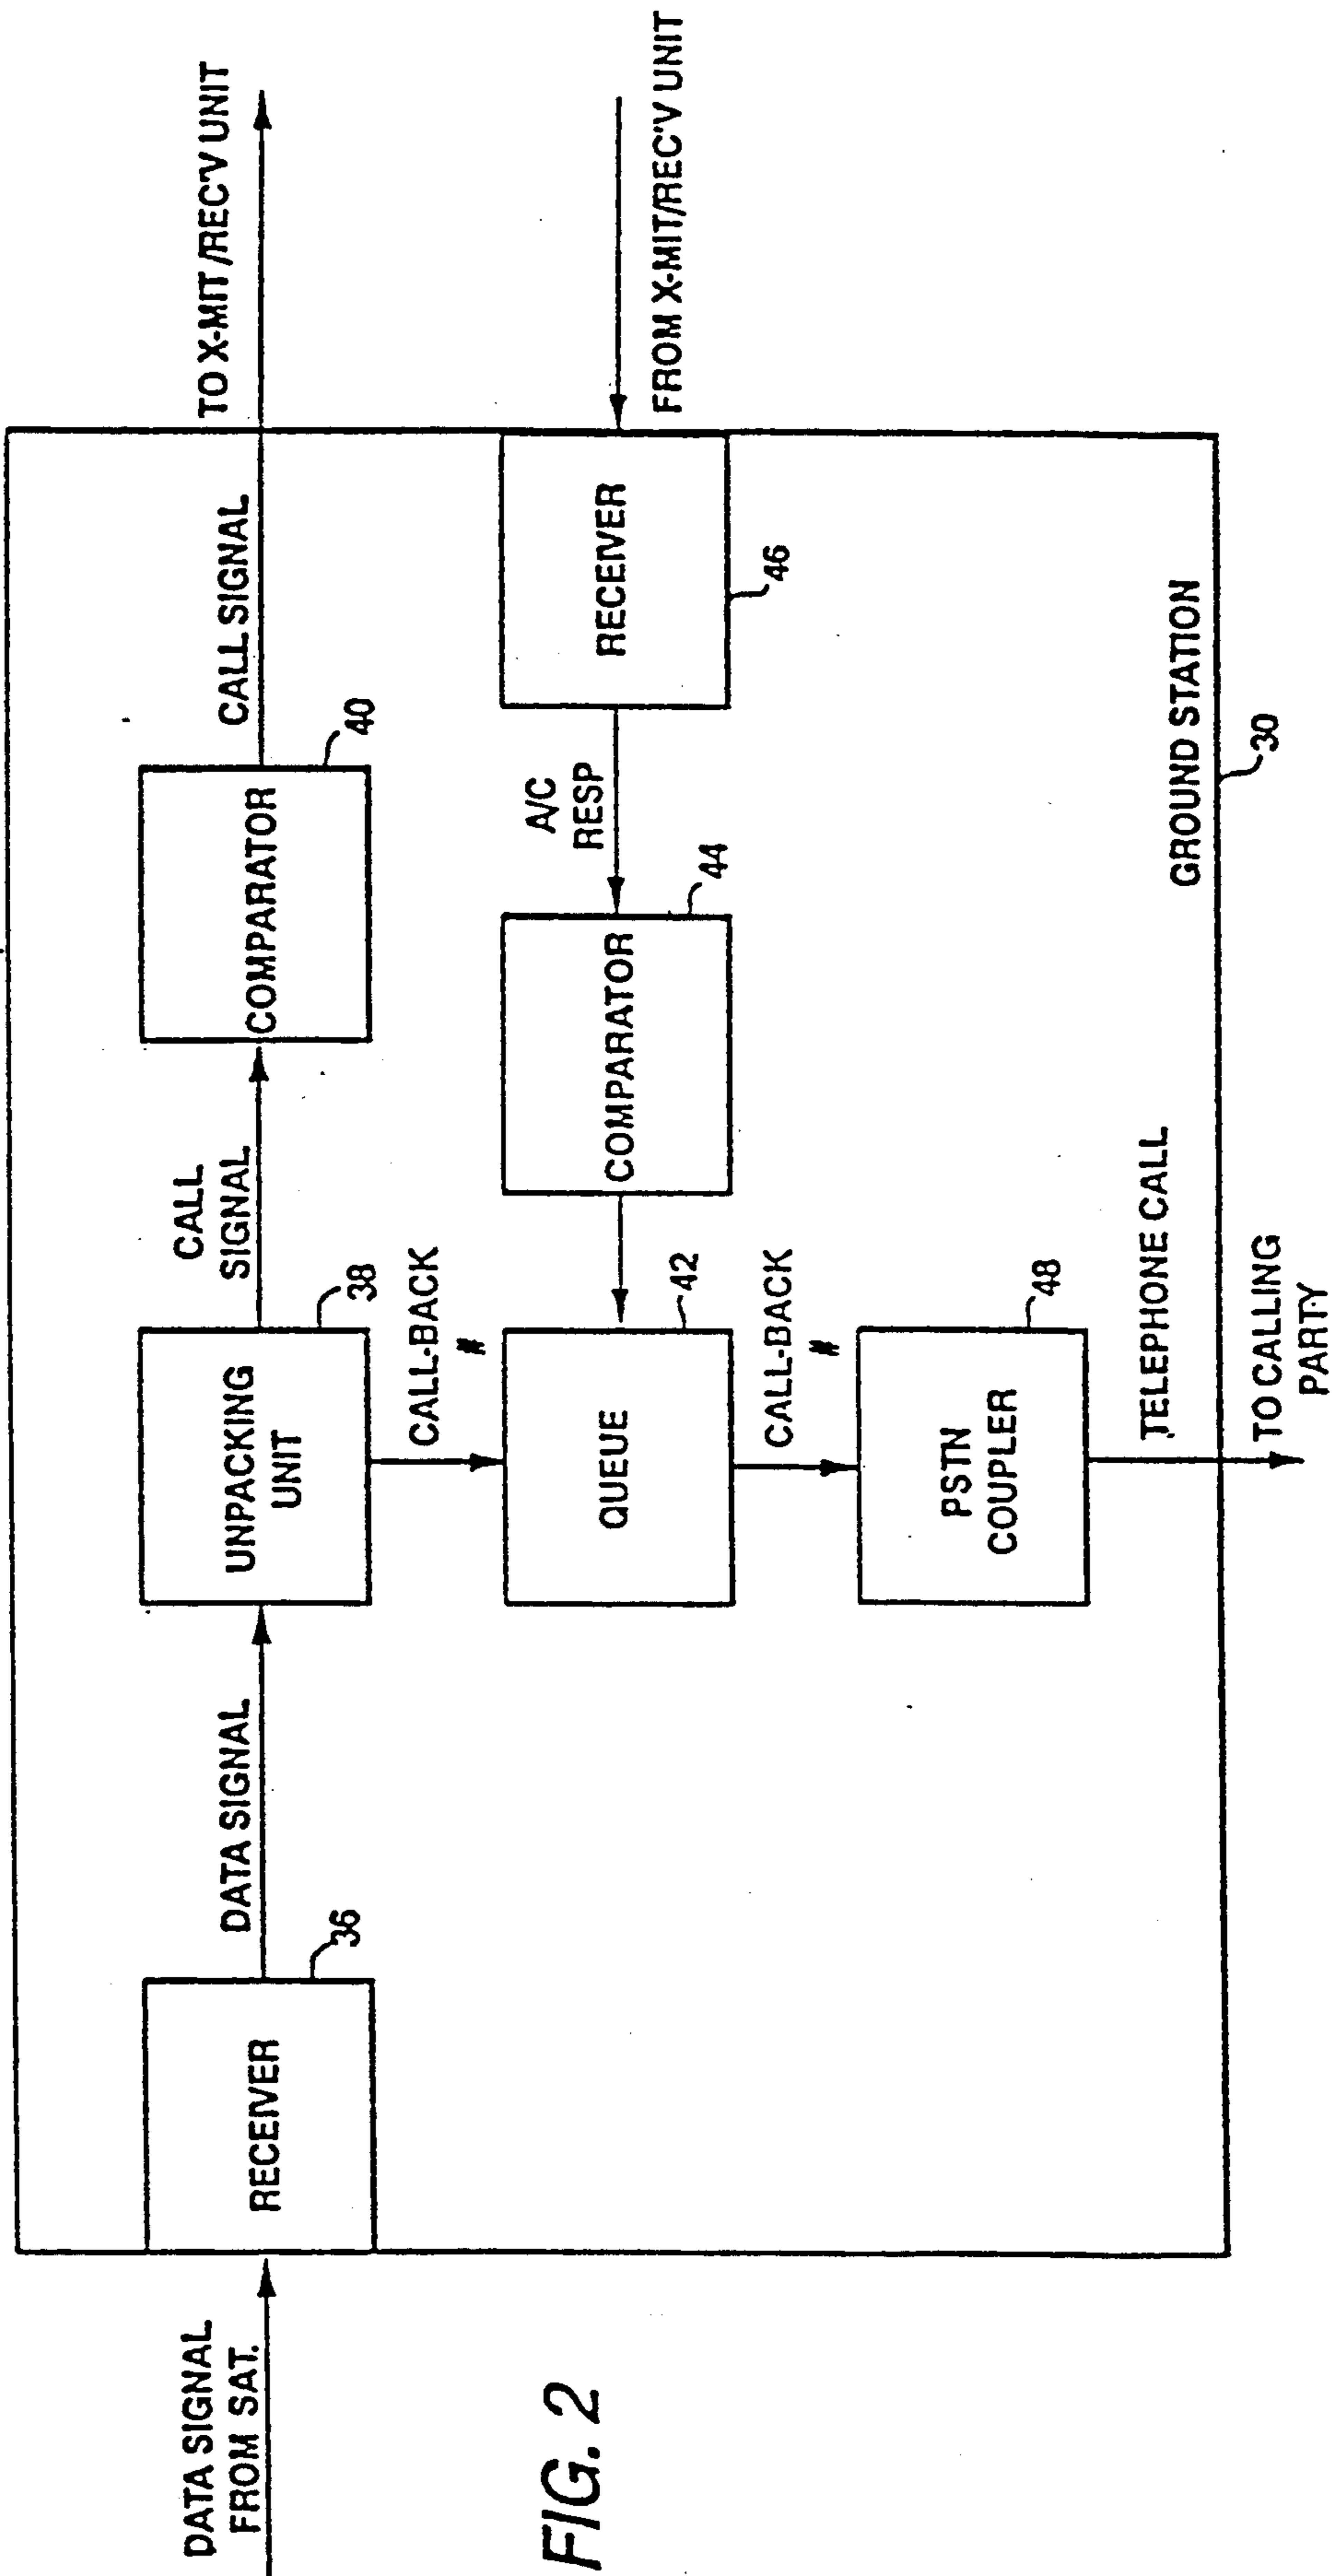 DATA SIGNAL
FROM SAT.
RECEIVER
36
DATA SIGNAL
UNPACKING
UNIT
38
CALL
SIGNAL
COMPARATOR
40
CALL SIGNAL
TO X-MIT/REC'V UNIT
CALL-BACK
#
QUEUE
42
COMPARATOR
44
A/C
RESP
RECEIVER
46
FROM X-MIT/REC'V UNIT
CALL-BACK
#
PSTN
COUPLER
48
TELEPHONE CALL
TO CALLING
PARTY
GROUND STATION
30
FIG. 2